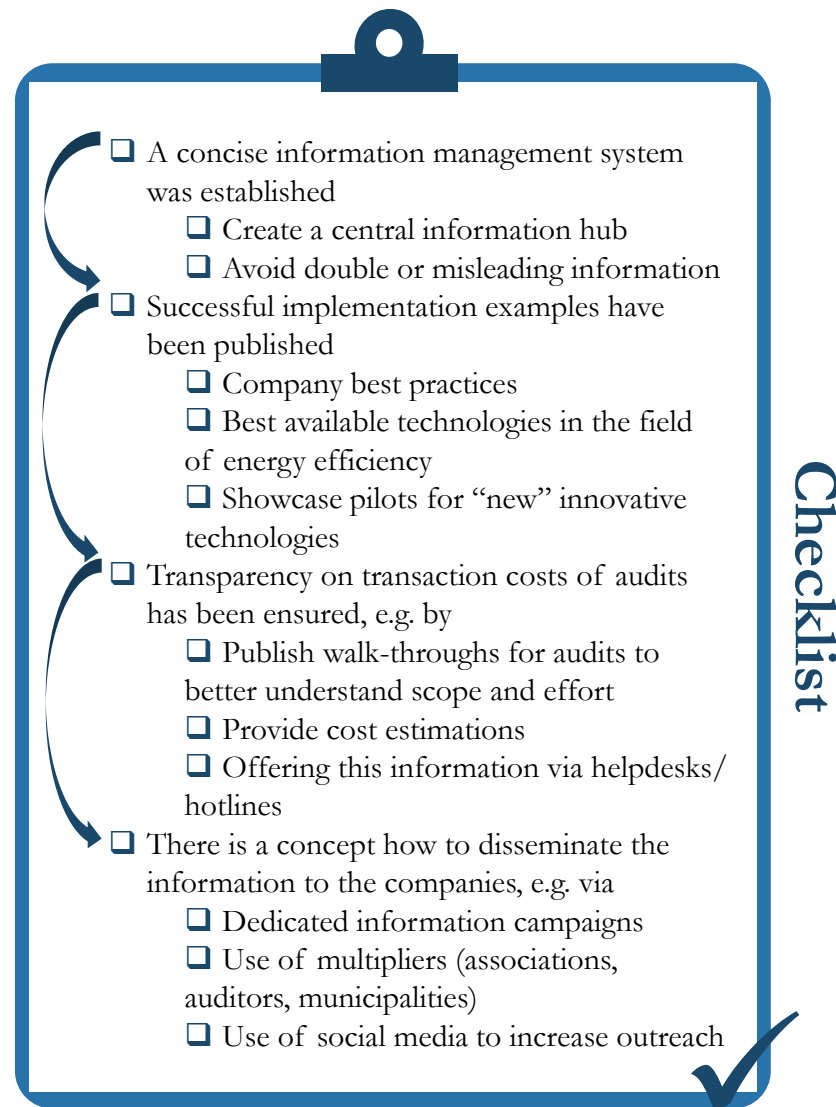 ❑ A concise information management system
was established
❑ Create a central information hub
❑ Avoid double or misleading information
❑ Successful implementation examples have
been published
❑ Company best practices
❑ Best available technologies in the field
of energy efficiency
❑ Showcase pilots for “new” innovative
technologies
❑ Transparency on transaction costs of audits
has been ensured, e.g. by
❑ Publish walk-throughs for audits to
better understand scope and effort
❑ Provide cost estimations
❑ Offering this information via helpdesks/
hotlines
❑ There is a concept how to disseminate the
information to the companies, e.g. via
❑ Dedicated information campaigns
❑ Use of multipliers (associations,
auditors, municipalities)
❑ Use of social media to increase outreach
Checklist